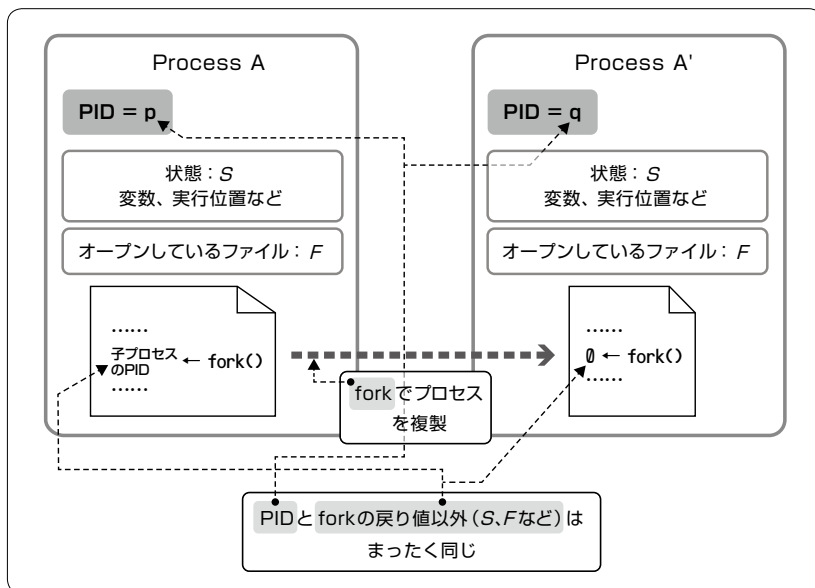 Process A
PID = p
状態：S
変数、実行位置など
オープンしているファイル：F
……
子プロセス
のPID
← fork()
……
Process A'
PID = q
状態：S
変数、実行位置など
オープンしているファイル：F
……
0 ← fork()
……
forkでプロセス
を複製
PIDとforkの戻り値以外（S、Fなど）は
まったく同じ